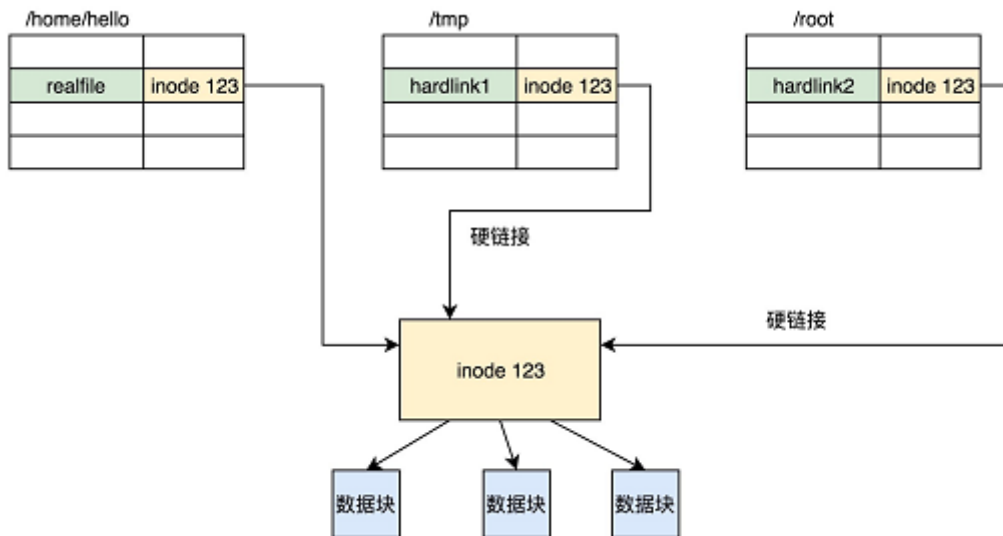 /home/hello
/tmp
/root
realfile
inode 123
hardlink1
inode 123
hardlink2
inode 123
硬链接
硬链接
inode 123
数据块
数据块
数据块